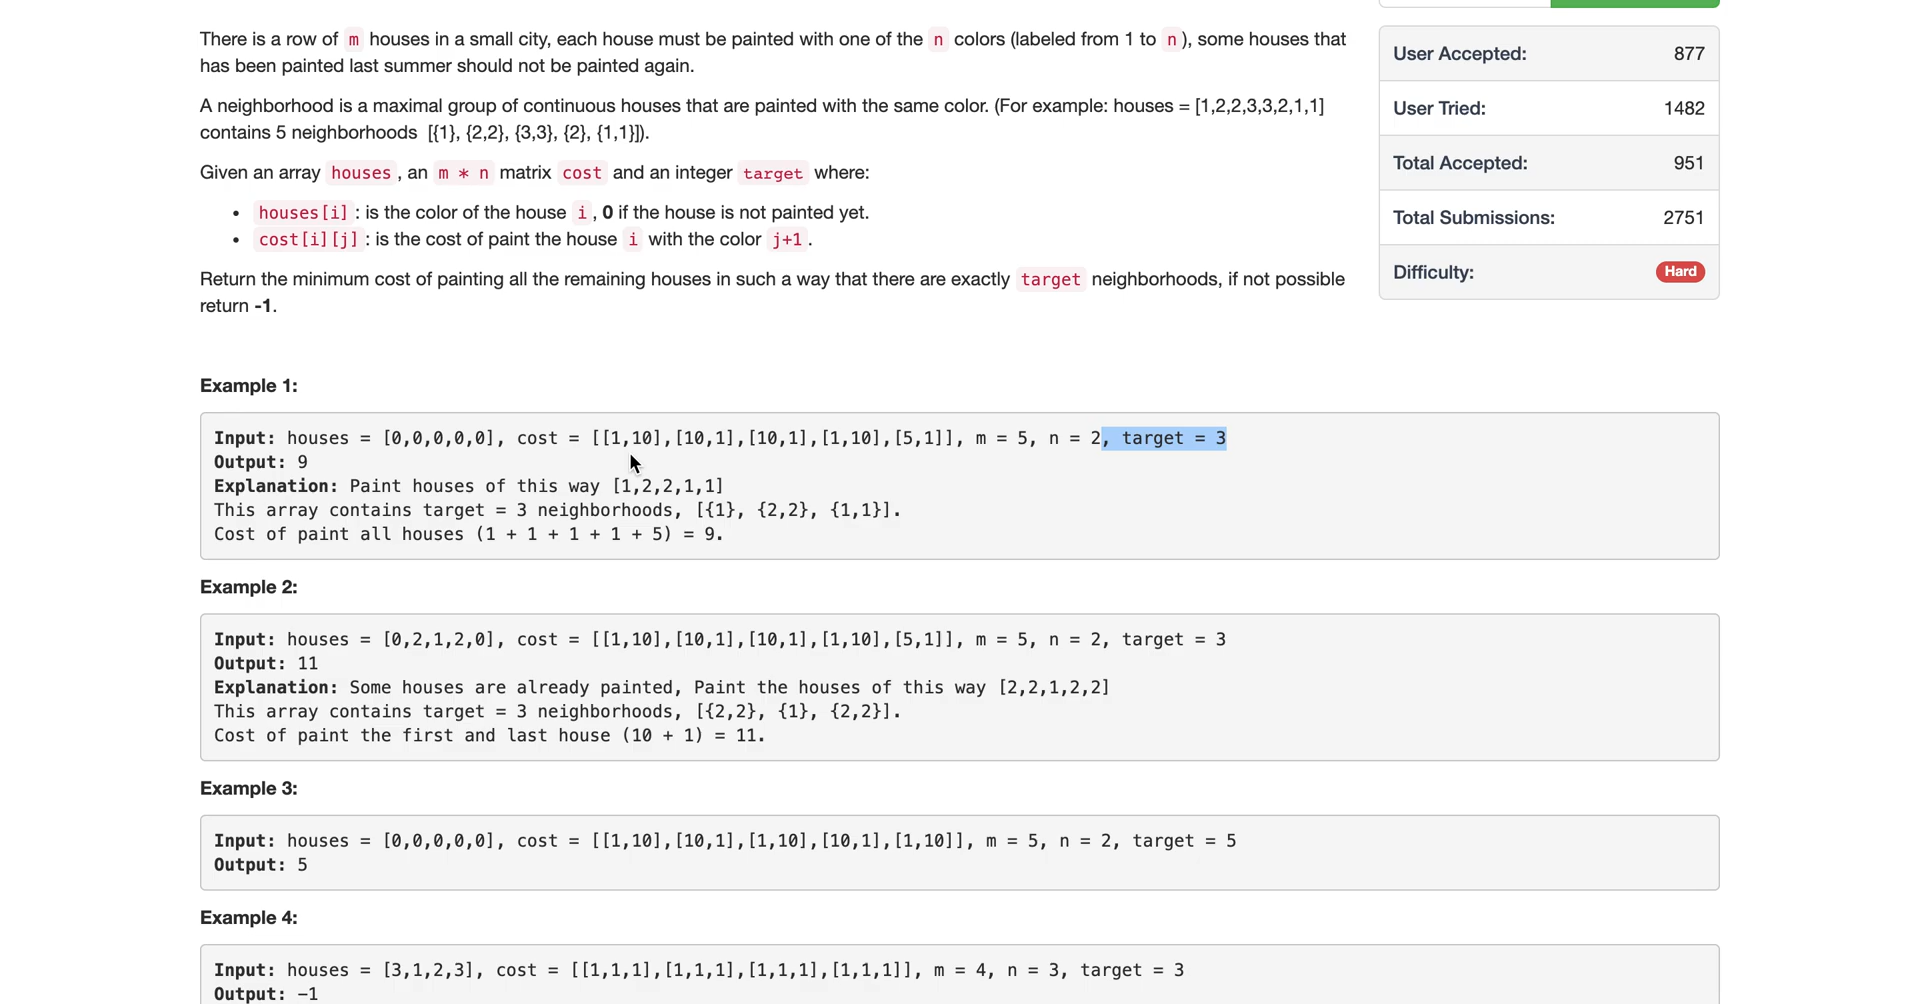 There is a row of m houses in a small city, each house must be painted with one of the n colors (labeled from 1 to n), some houses that
has been painted last summer should not be painted again.
A neighborhood is a maximal group of continuous houses that are painted with the same color. (For example: houses = [1,2,2,3,3,2,1,1]
contains 5 neighborhoods [{1}, {2,2}, {3,3}, {2}, {1,1}]).
Given an array houses, an m * n matrix cost and an integer target where:
• houses[i]: is the color of the house i, 0 if the house is not painted yet.
• cost[i][j]: is the cost of paint the house i with the color j+1.
Return the minimum cost of painting all the remaining houses in such a way that there are exactly target neighborhoods, if not possible
return -1.
User Accepted: 877
User Tried: 1482
Total Accepted: 951
Total Submissions: 2751
Difficulty: Hard
Example 1:
Input: houses = [0,0,0,0,0], cost = [[1,10],[10,1],[10,1],[1,10],[5,1]], m = 5, n = 2, target = 3
Output: 9
Explanation: Paint houses of this way [1,2,2,1,1]
This array contains target = 3 neighborhoods, [{1}, {2,2}, {1,1}].
Cost of paint all houses (1 + 1 + 1 + 1 + 5) = 9.
Example 2:
Input: houses = [0,2,1,2,0], cost = [[1,10],[10,1],[10,1],[1,10],[5,1]], m = 5, n = 2, target = 3
Output: 11
Explanation: Some houses are already painted, Paint the houses of this way [2,2,1,2,2]
This array contains target = 3 neighborhoods, [{2,2}, {1}, {2,2}].
Cost of paint the first and last house (10 + 1) = 11.
Example 3:
Input: houses = [0,0,0,0,0], cost = [[1,10],[10,1],[1,10],[10,1],[1,10]], m = 5, n = 2, target = 5
Output: 5
Example 4:
Input: houses = [3,1,2,3], cost = [[1,1,1],[1,1,1],[1,1,1],[1,1,1]], m = 4, n = 3, target = 3
Output: -1